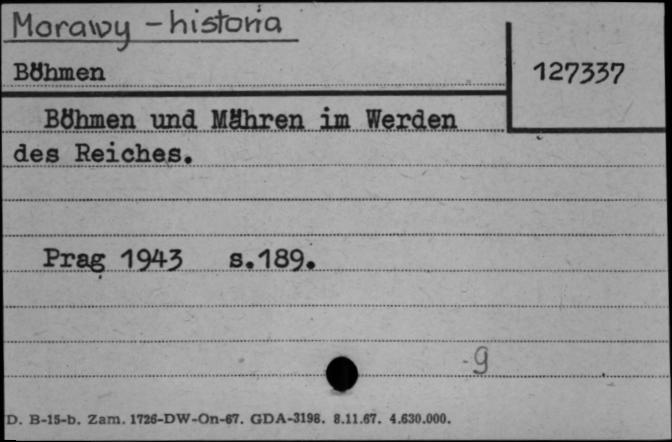 Morawy - historia
Böhmen
127337
Böhmen und Mähren im Werden
des Reiches.
Prag 1943 s.189.
9
D. B-15-b. Zam. 1726-DW-On-67. GDA-3198. 8.11.67. 4.630.000.